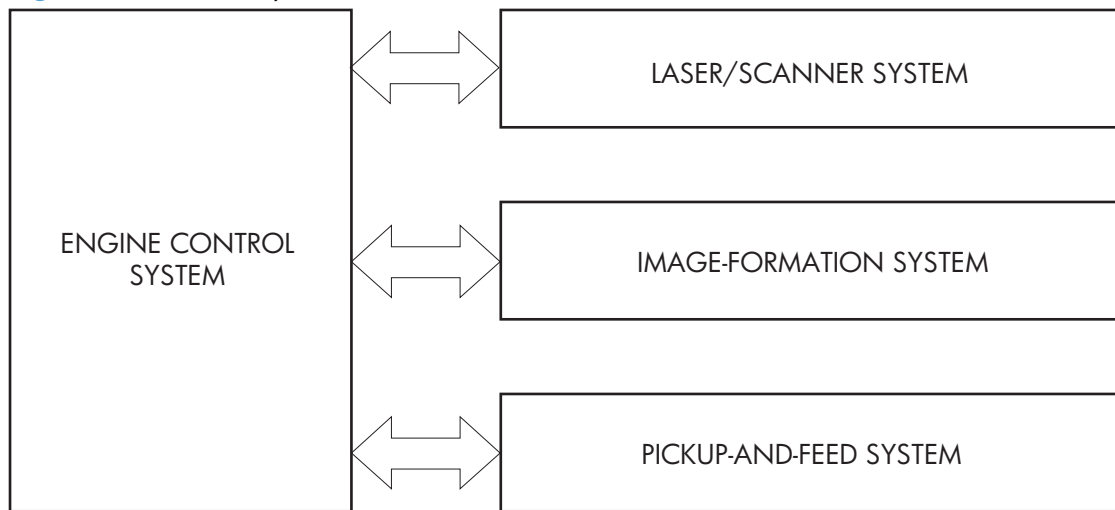 LASER/SCANNER SYSTEM
ENGINE CONTROL
SYSTEM
IMAGE-FORMATION SYSTEM
PICKUP-AND-FEED SYSTEM